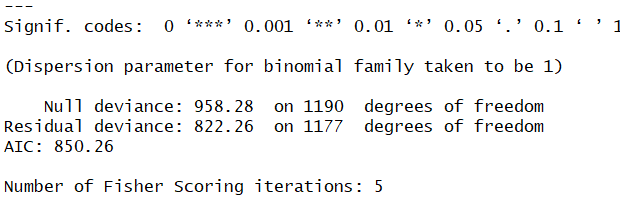 ---
Signif. codes:  0 ‘***’ 0.001 ‘**’ 0.01 ‘*’ 0.05 ‘.’ 0.1 ‘ ’ 1
(Dispersion parameter for binomial family taken to be 1)
    Null deviance: 958.28  on 1190  degrees of freedom
Residual deviance: 822.26  on 1177  degrees of freedom
AIC: 850.26
Number of Fisher Scoring iterations: 5